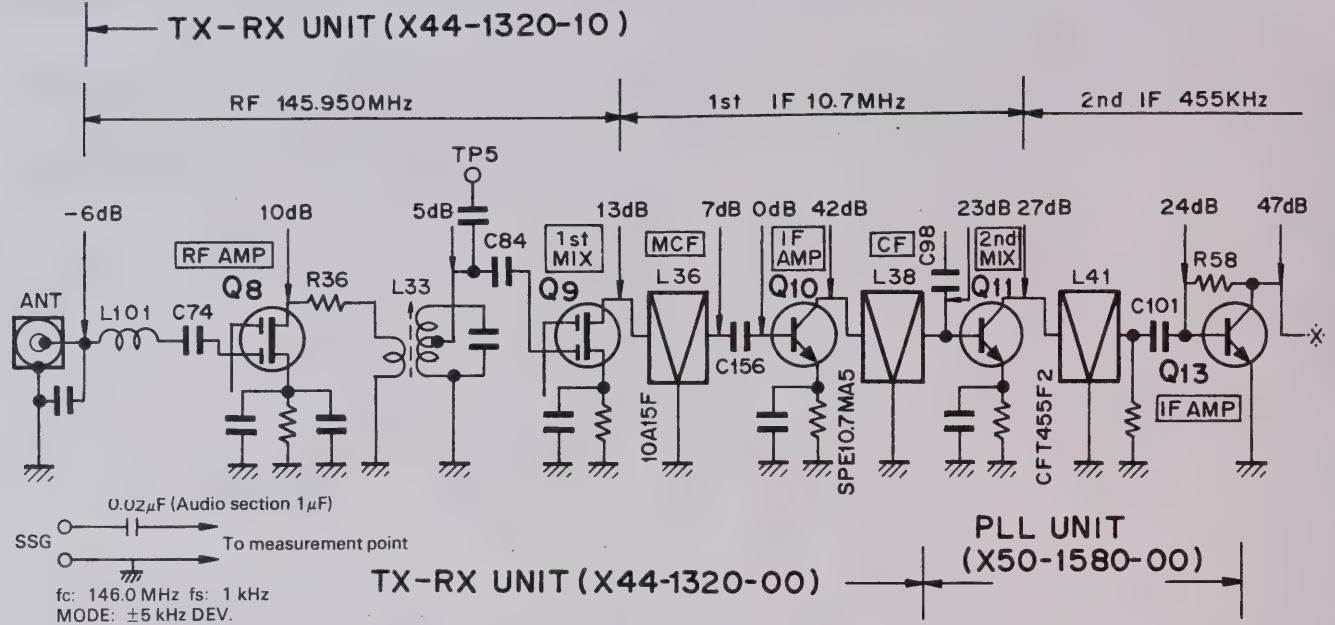 TX-RX UNIT (X44-1320-10)
RF 145.950MHz
1st IF 10.7MHz
2nd IF 455KHz
TP5
-6dB
10dB
5dB
13dB
7dB
0dB
42dB
23dB
27dB
24dB
47dB
C84
C98
RF AMP
1st
MIX
MCF
IF
AMP
CF
2nd
MIX
R58
ANT
L101
C74
Q8
R36
L33
Q9
L36
Q10
L38
Q11
L41
C101
C156
Q13
IF AMP
10A15F
SPE10.7MA5
CFT455F2
0.02μF (Audio section 1μF)
SSG
To measurement point
fc: 146.0 MHz fs: 1 kHz
MODE: ±5 kHz DEV.
TX-RX UNIT (X44-1320-00)
PLL UNIT
(X50-1580-00)